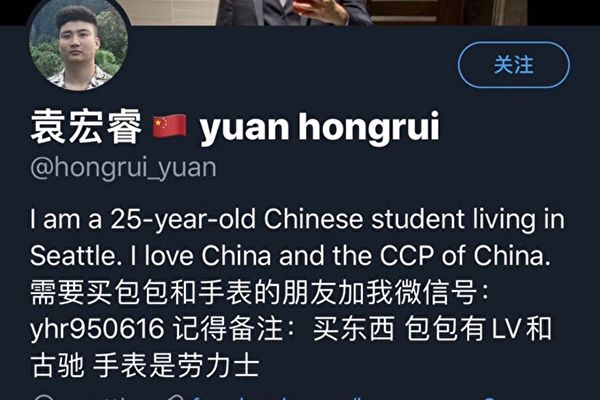 关注
袁宏睿🇨🇳 yuan hongrui
@hongrui_yuan
I am a 25-year-old Chinese student living in
Seattle. I love China and the CCP of China.
需要买包包和手表的朋友加我微信号：
yhr950616 记得备注：买东西 包包有LV和
古驰 手表是劳力士